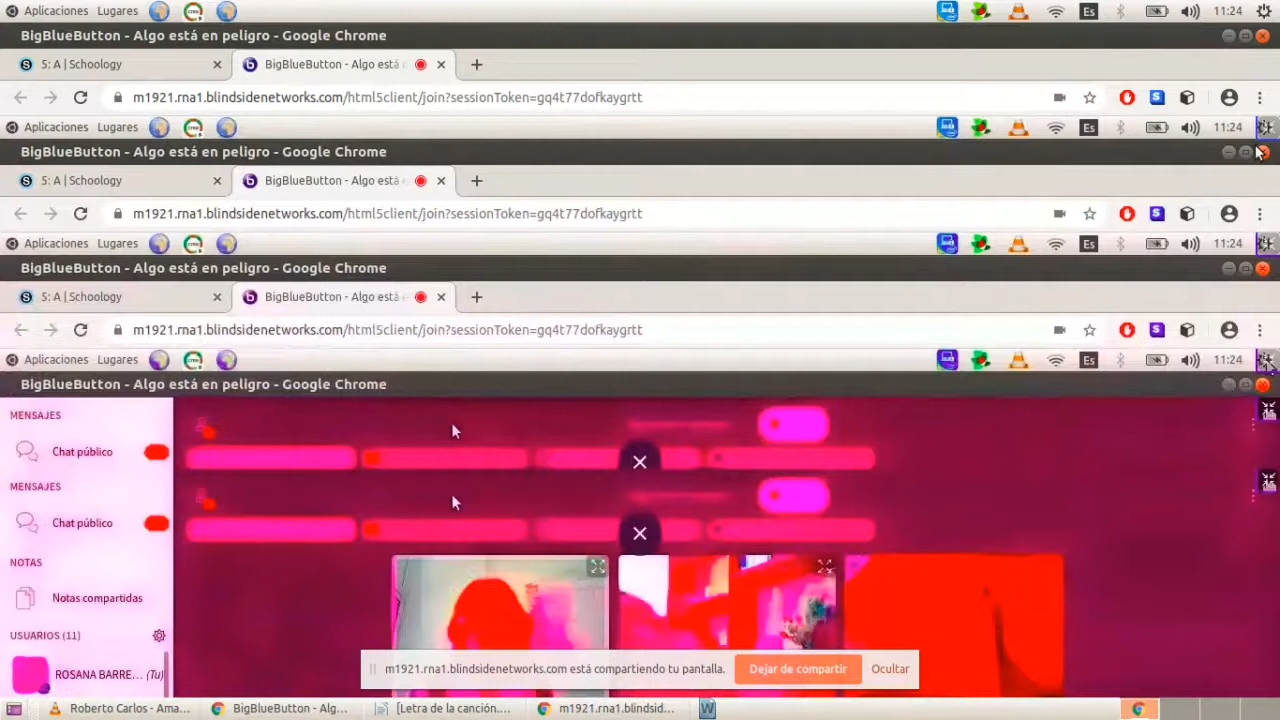 Aplicaciones Lugares Es 11:24
BigBlueButton - Algo está en peligro - Google Chrome
5: A | Schoology BigBlueButton - Algo está
m1921.rna1.blindsidenetworks.com/html5client/join?sessionToken=gq4t77dofkaygrtt
Aplicaciones Lugares Es 11:24
BigBlueButton - Algo está en peligro - Google Chrome
5: A | Schoology BigBlueButton - Algo está
m1921.rna1.blindsidenetworks.com/html5client/join?sessionToken=gq4t77dofkaygrtt
Aplicaciones Lugares Es 11:24
BigBlueButton - Algo está en peligro - Google Chrome
5: A | Schoology BigBlueButton - Algo está
m1921.rna1.blindsidenetworks.com/html5client/join?sessionToken=gq4t77dofkaygrtt
Aplicaciones Lugares Es 11:24
BigBlueButton - Algo está en peligro - Google Chrome
MENSAJES
Chat público
MENSAJES
Chat público
NOTAS
Notas compartidas
USUARIOS (11)
ROSANA BARRE... (Tu)
m1921.rna1.blindsidenetworks.com está compartiendo tu pantalla. Dejar de compartir Ocultar
Roberto Carlos - Ama... BigBlueButton - Alg... [Letra de la canción.... m1921.rna1.blindsid...